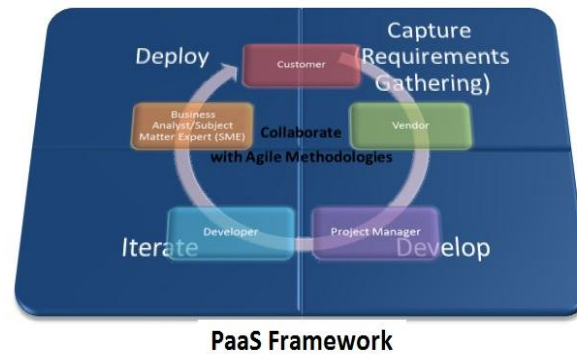 Deploy
Capture
(Requirements
Gathering)
Customer
Business
Analyst/Subject
Matter Expert (SME)
Vendor
Collaborate
with Agile Methodologies
Developer
Project Manager
Iterate
Develop
PaaS Framework